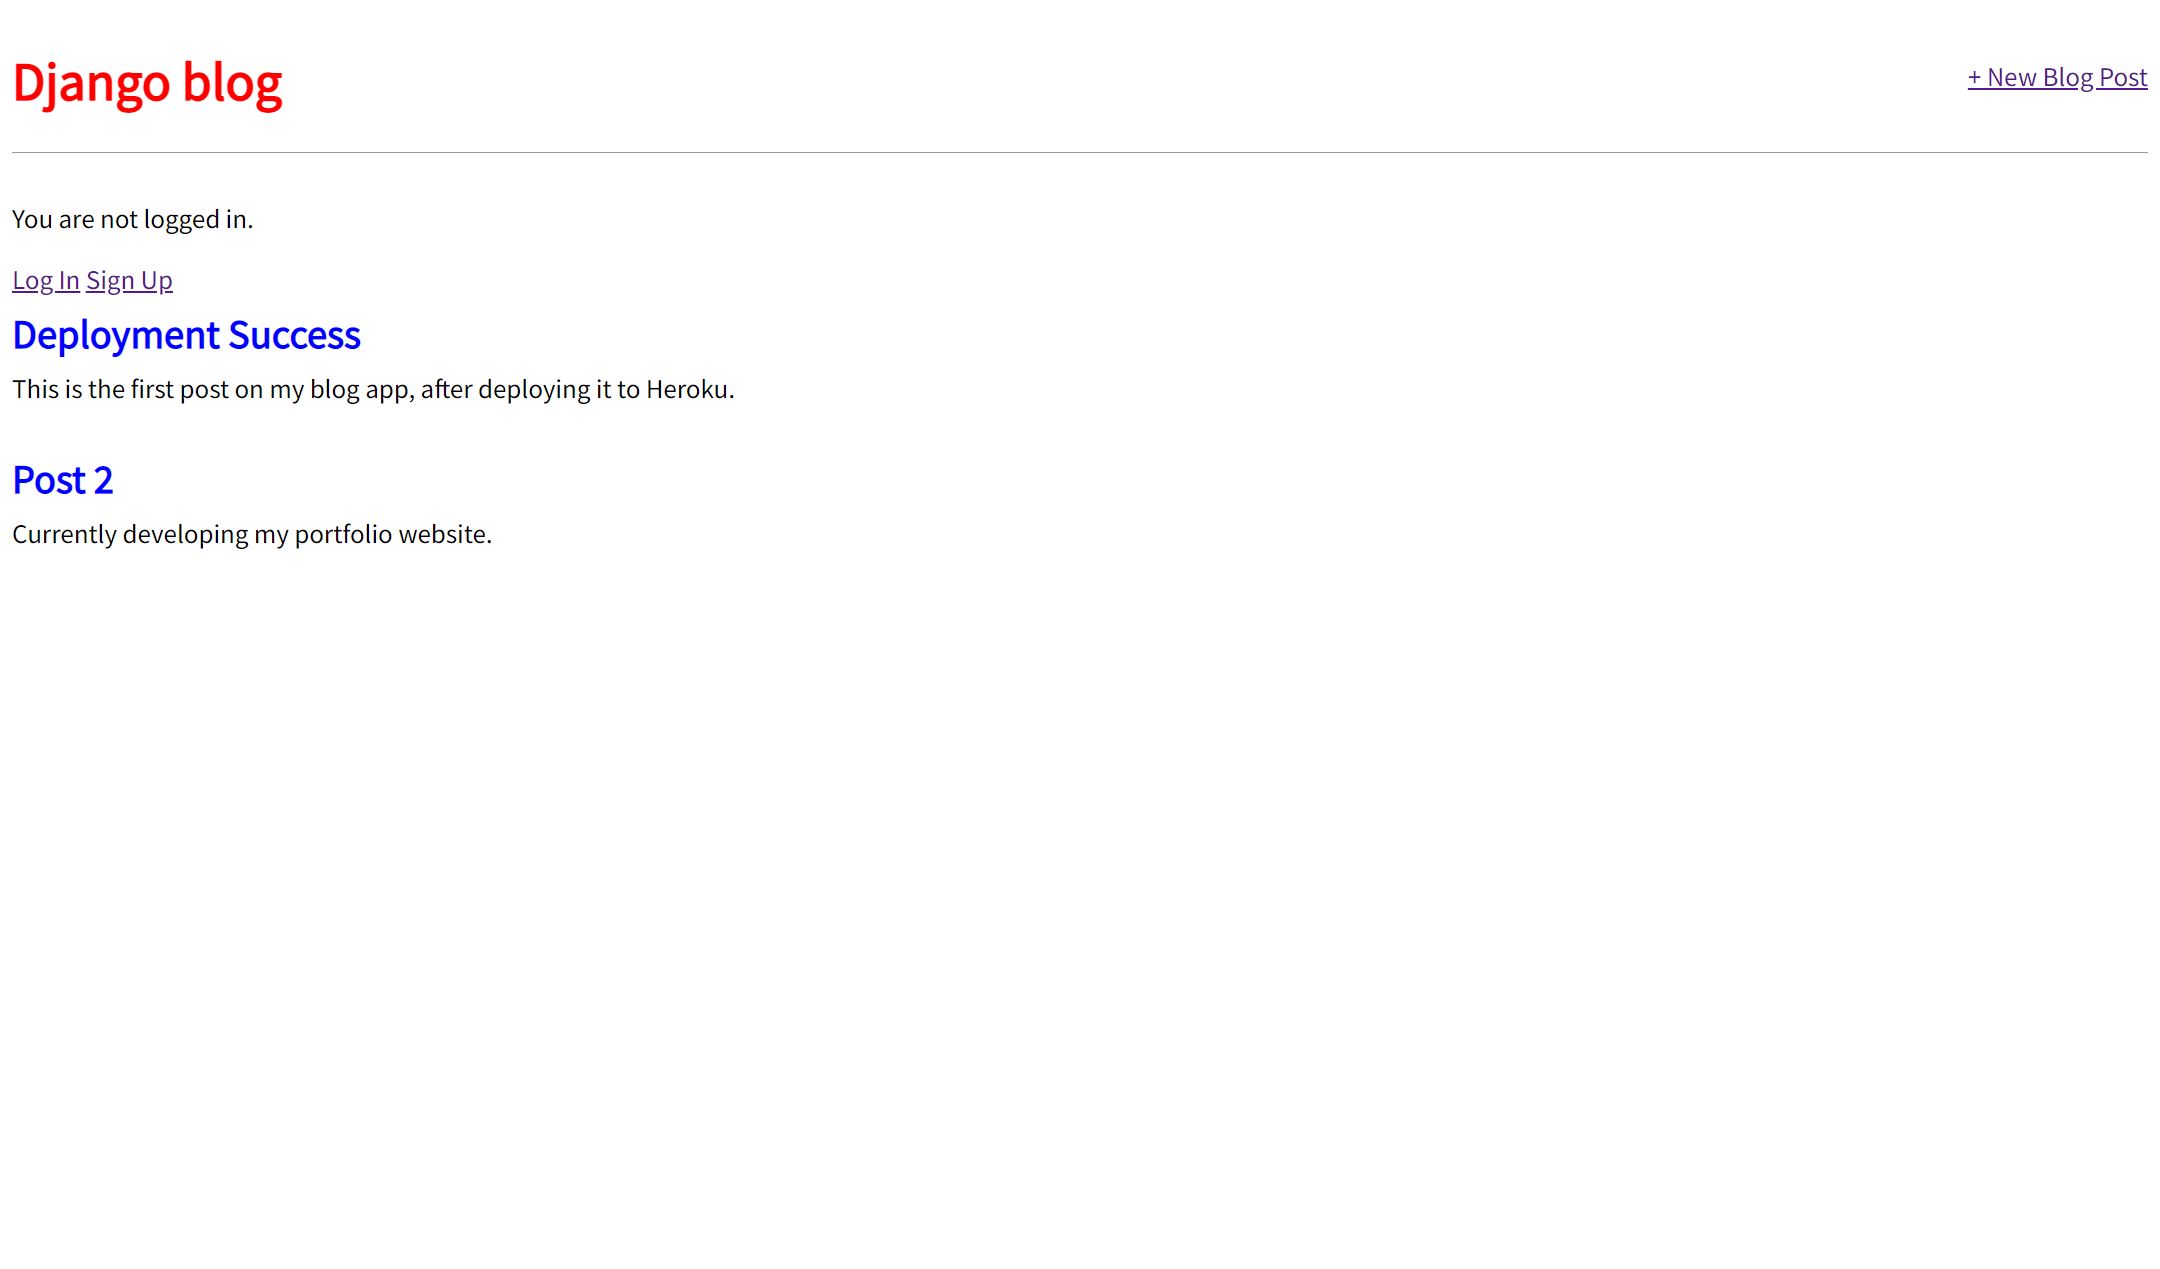 Django blog
+ New Blog Post
You are not logged in.
Log In Sign Up
Deployment Success
This is the first post on my blog app, after deploying it to Heroku.
Post 2
Currently developing my portfolio website.